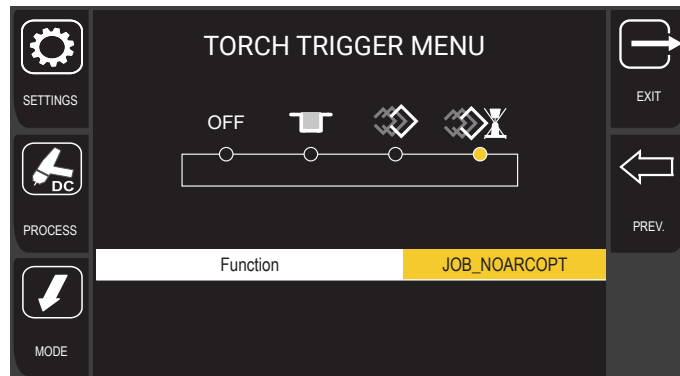 TORCH TRIGGER MENU
SETTINGS
EXIT
OFF
DC
PROCESS
PREV.
Function JOB_NOARCOPT
MODE